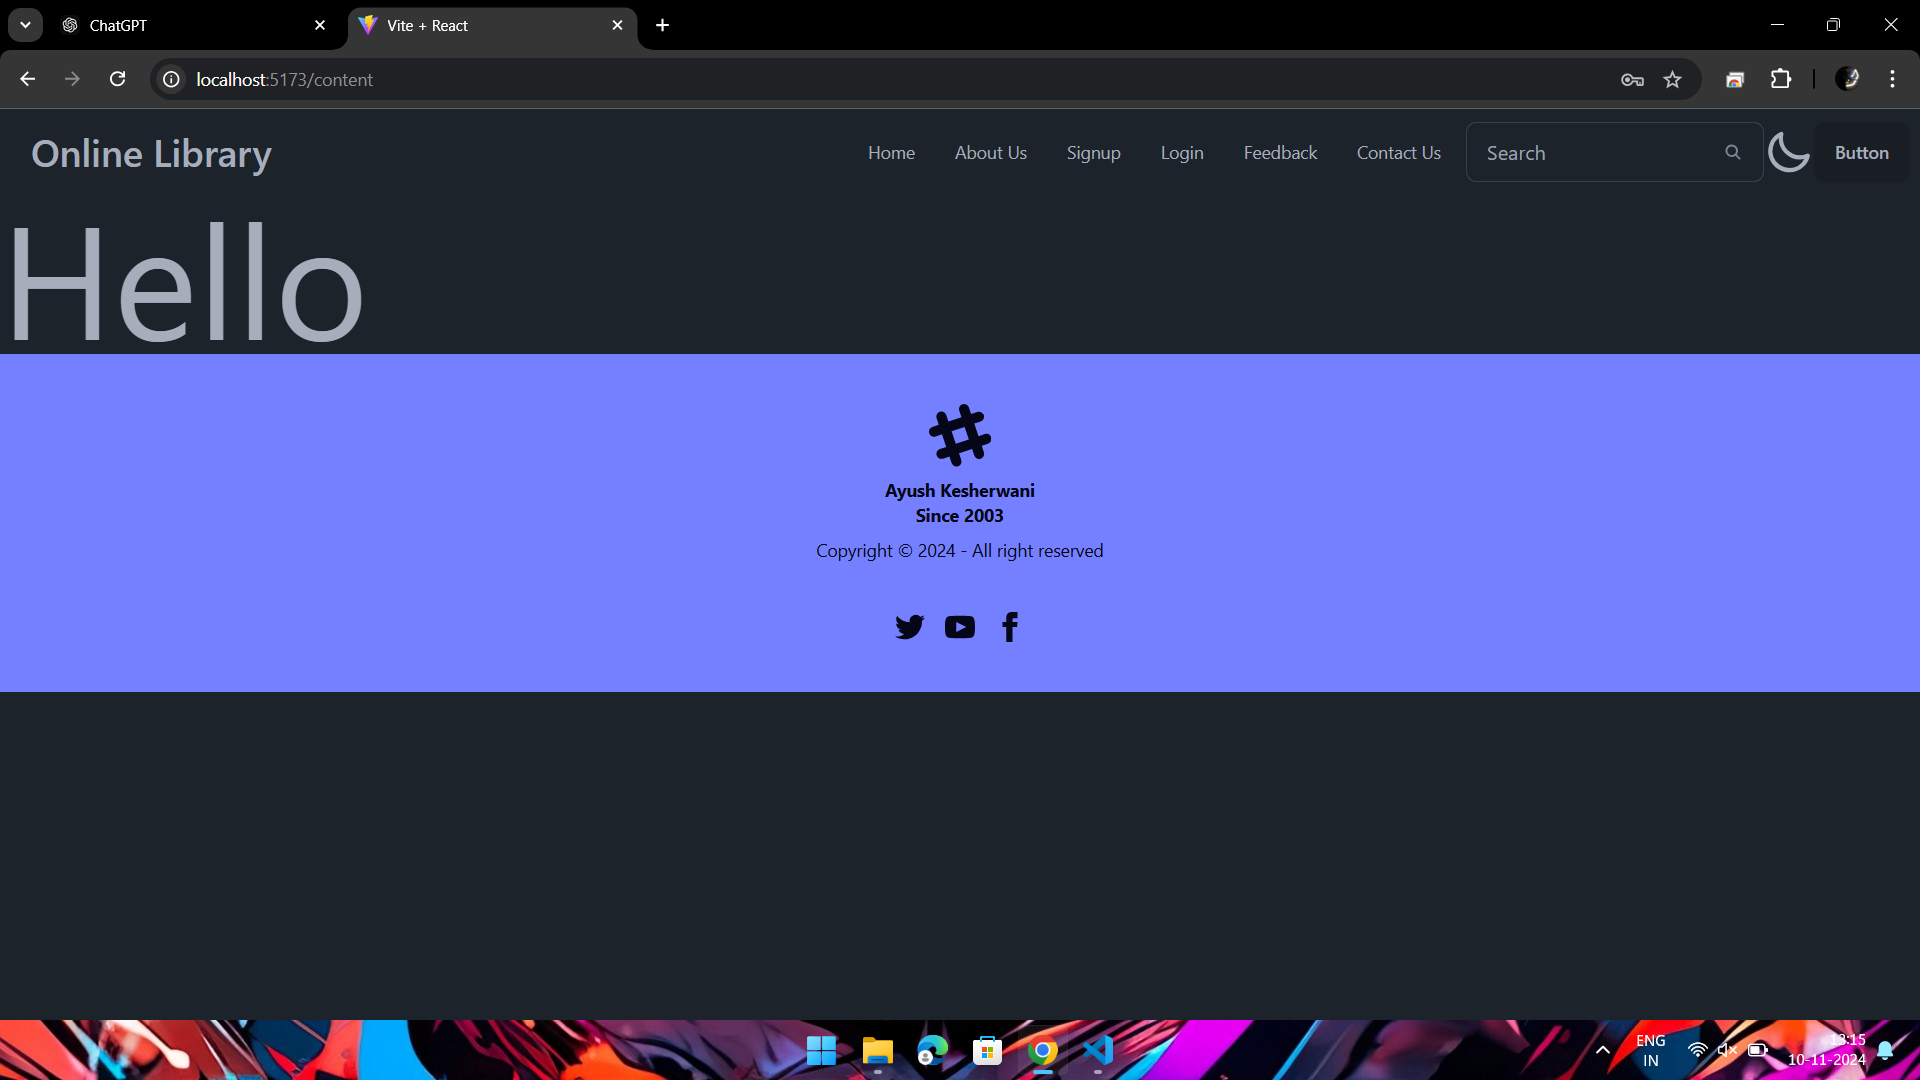 ChatGPT
Vite + React
localhost:5173/content
Online Library
Home About Us Signup Login Feedback Contact Us Search Button
Hello
Ayush Kesherwani
Since 2003
Copyright © 2024 - All right reserved
ENG
IN
13:15
10-11-2024